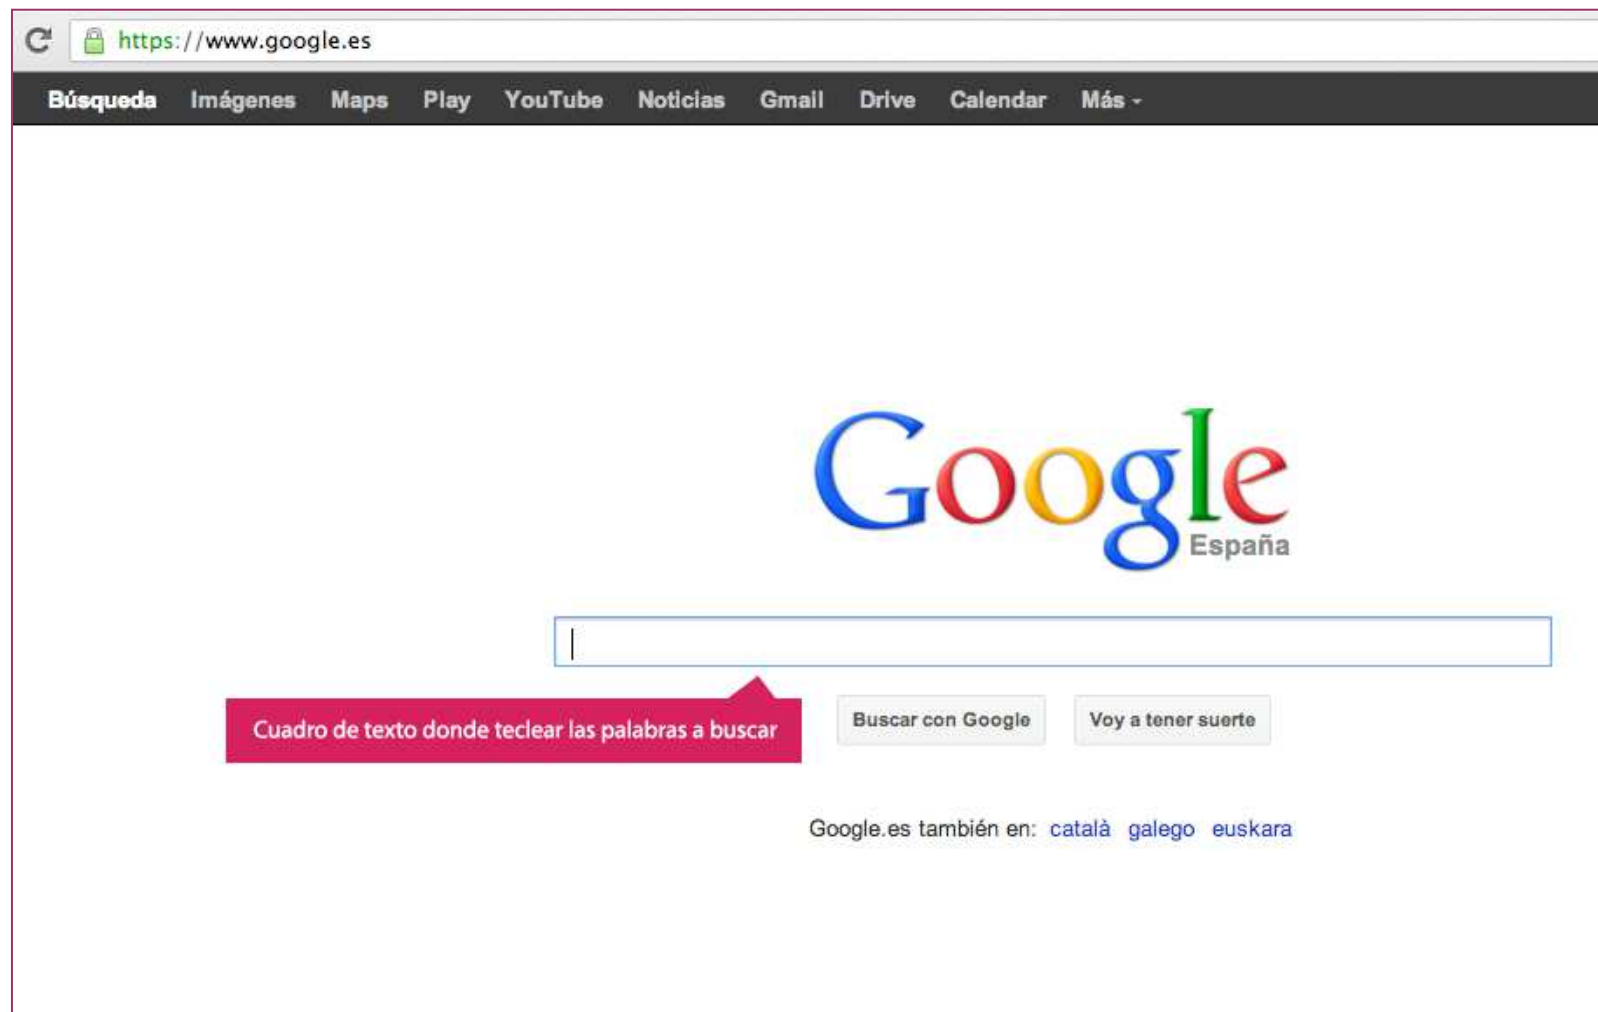 https://www.google.es
Búsqueda Imágenes Maps Play YouTube Noticias Gmail Drive Calendar Más
Google
España
Cuadro de texto donde teclear las palabras a buscar
Buscar con Google Voy a tener suerte
Google.es también en: català galego euskara